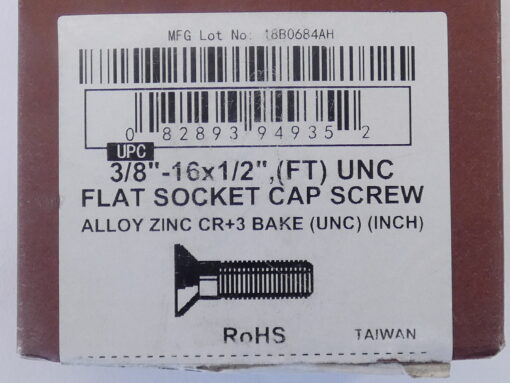 MFG Lot No: 18B0684AH
0 82893 94935 2
UPC
3/8"-16x1/2",(FT) UNC
FLAT SOCKET CAP SCREW
ALLOY ZINC CR+3 BAKE (UNC) (INCH)
RoHS TAIWAN